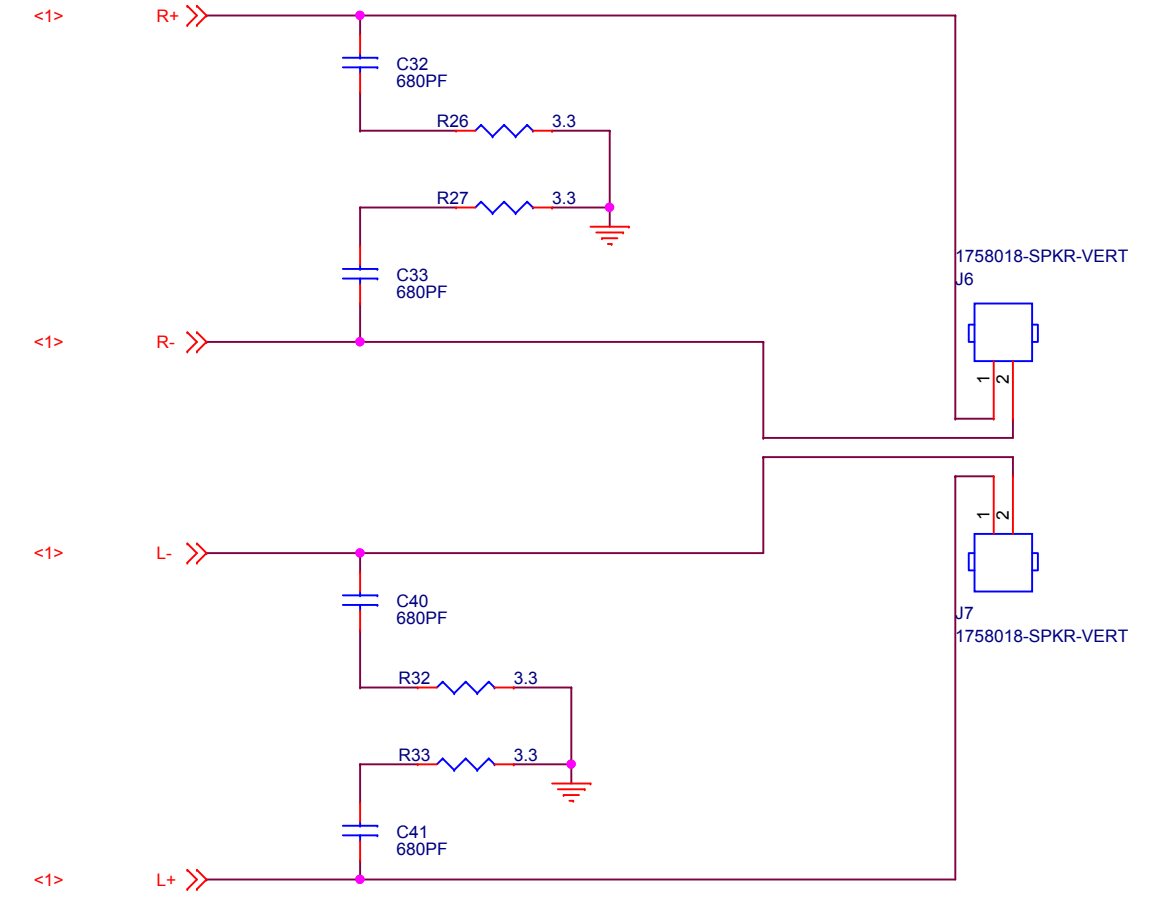 <1> R+
C32
680PF
R26 3.3
R27 3.3
1758018-SPKR-VERT
C33
J6
680PF
<1> R-
1 2
1 2
<1> L-
C40
680PF
J7
1758018-SPKR-VERT
R32 3.3
R33 3.3
C41
680PF
<1> L+